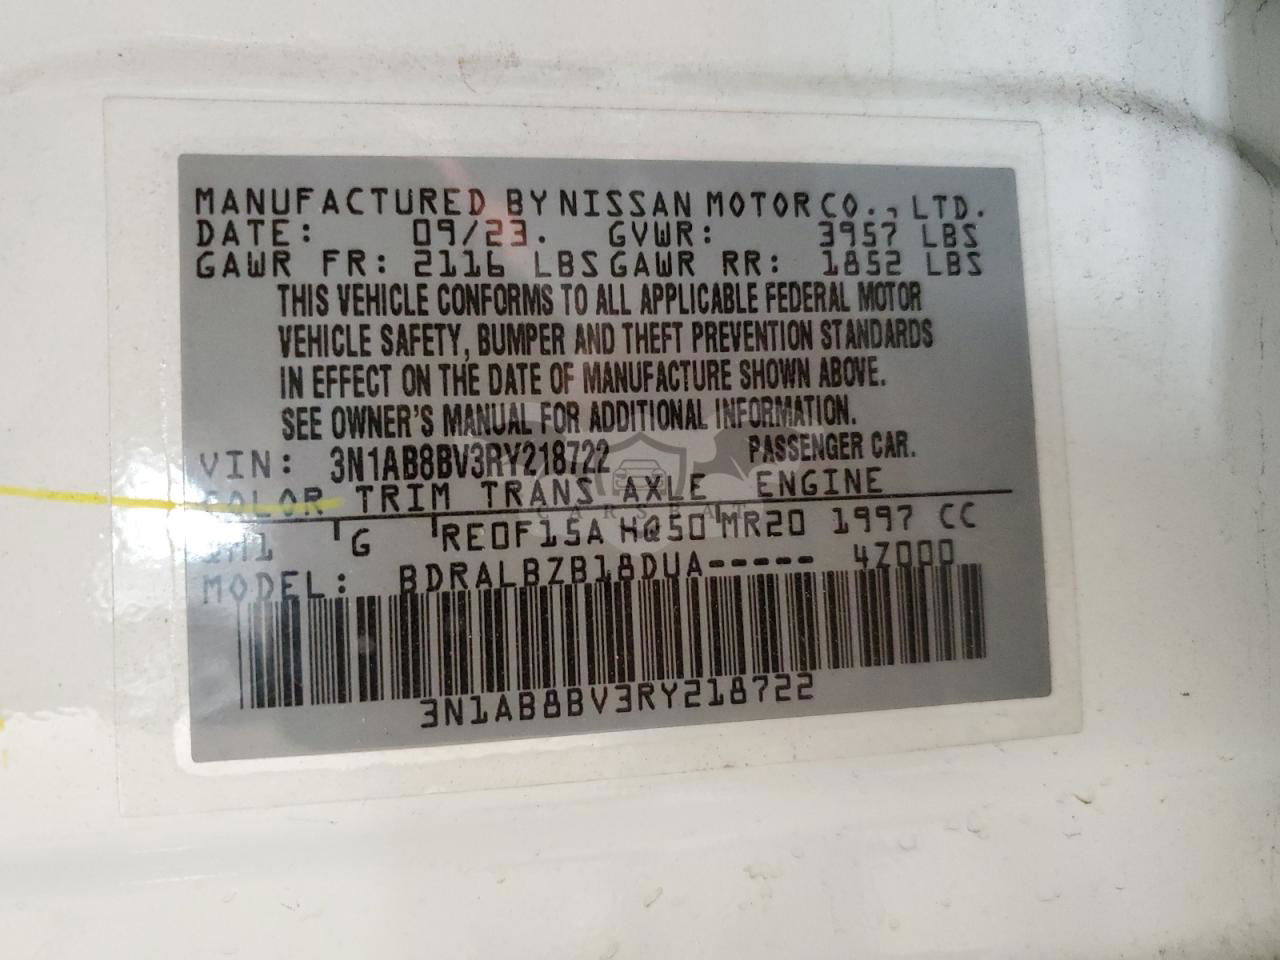 MANUFACTURED BY NISSAN MOTOR CO., LTD.
DATE: 09/23. GVWR: 3957 LBS
GAWR FR: 2116 LBS GAWR RR: 1852 LBS
THIS VEHICLE CONFORMS TO ALL APPLICABLE FEDERAL MOTOR
VEHICLE SAFETY, BUMPER AND THEFT PREVENTION STANDARDS
IN EFFECT ON THE DATE OF MANUFACTURE SHOWN ABOVE.
SEE OWNER'S MANUAL FOR ADDITIONAL INFORMATION.
VIN: 3N1AB8BV3RY218722 PASSENGER CAR.
COLOR TRIM TRANS AXLE ENGINE
CARSBAT
G RE0F15A HQ50 MR20 1997 CC
MODEL: BDRALBZB18DUA----- 4Z000
3N1AB8BV3RY218722